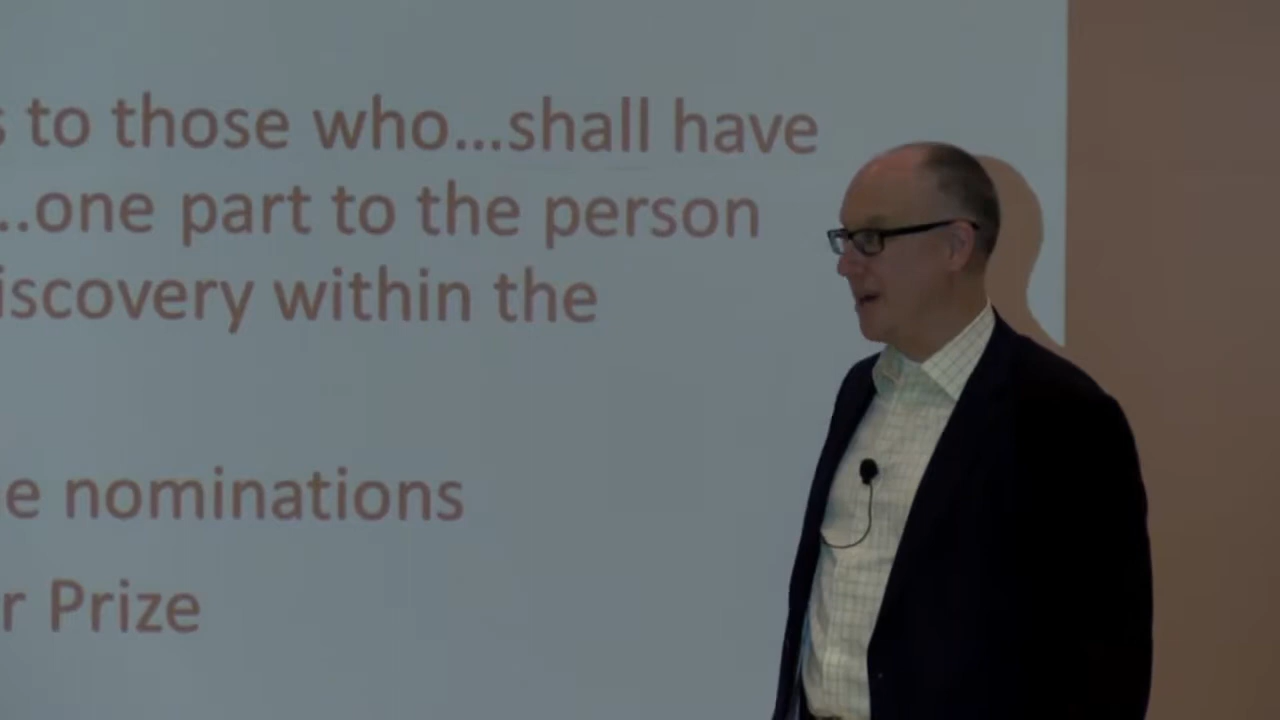 to those who...shall have
..one part to the person
iscovery within the
e nominations
r Prize